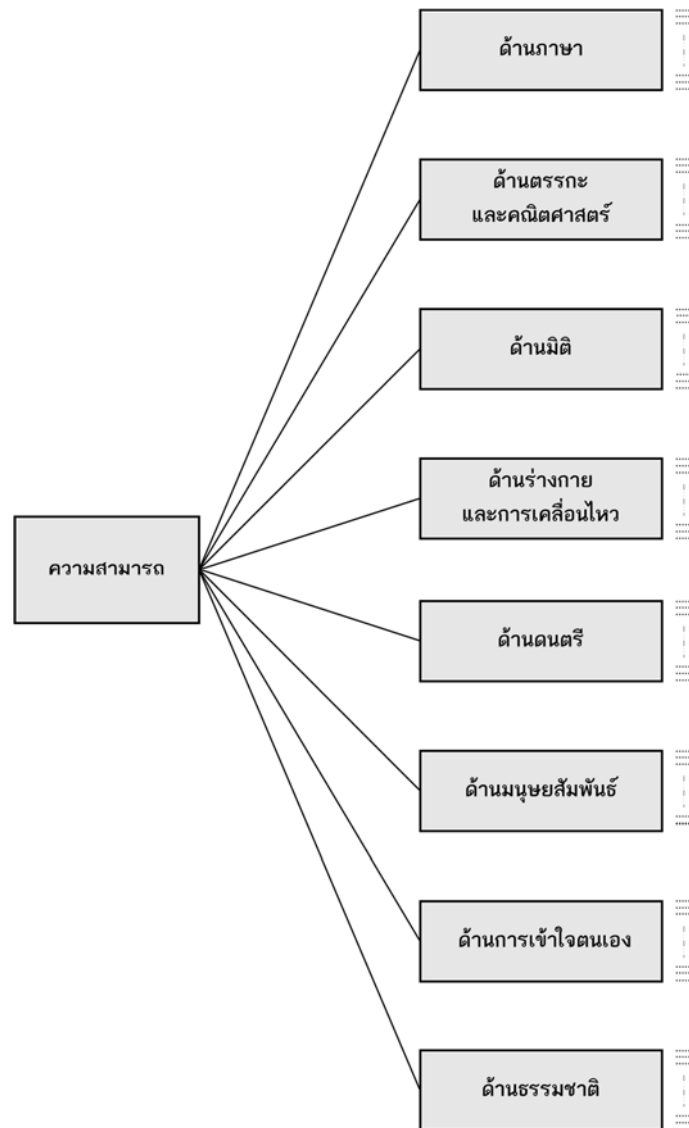 ด้านภาษา
ด้านตรรกะ
และคณิตศาสตร์
ด้านมิติ
ด้านร่างกาย
และการเคลื่อนไหว
ความสามารถ
ด้านดนตรี
ด้านมนุษยสัมพันธ์
ด้านการเข้าใจตนเอง
ด้านธรรมชาติ